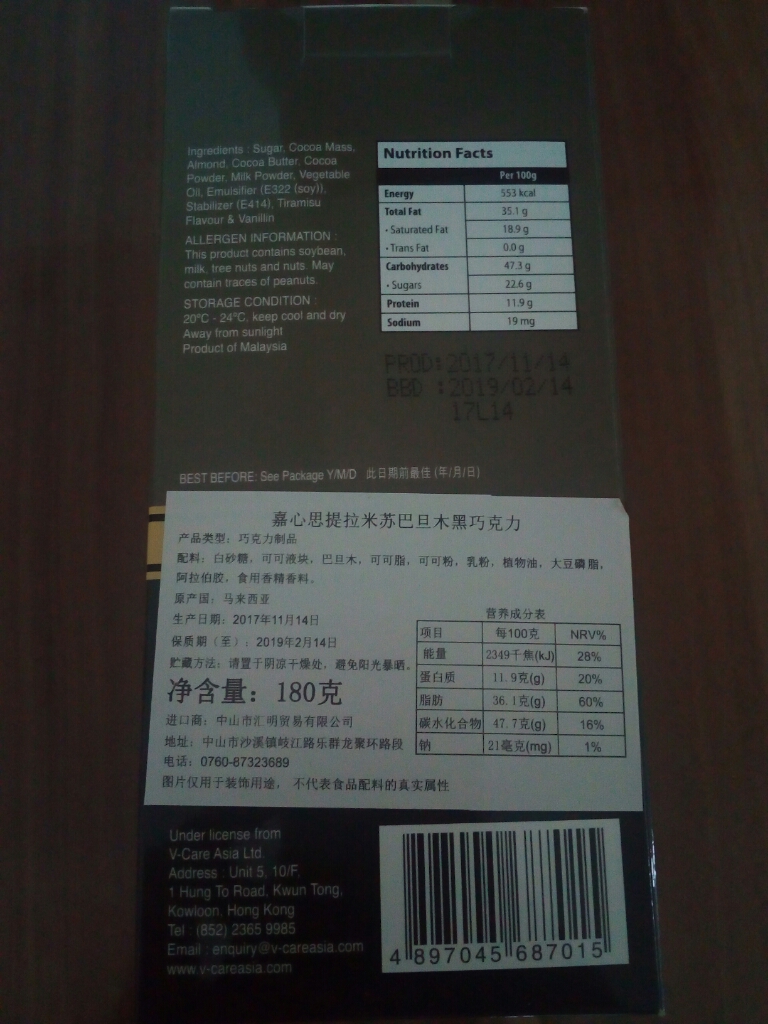 Ingredients : Sugar, Cocoa Mass,
Almond, Cocoa Butter, Cocoa
Powder, Milk Powder, Vegetable
Oil, Emulsifier (E322 (soy)),
Stabilizer (E414), Tiramisu
Flavour & Vanillin
ALLERGEN INFORMATION :
This product contains soybean,
milk, tree nuts and nuts. May
contain traces of peanuts.
STORAGE CONDITION :
20°C - 24°C, keep cool and dry
Away from sunlight
Product of Malaysia
Nutrition Facts
Per 100g
Energy 553 kcal
Total Fat 35.1 g
· Saturated Fat 18.9 g
· Trans Fat 0.0 g
Carbohydrates 47.3 g
· Sugars 22.6 g
Protein 11.9 g
Sodium 19 mg
PROD:2017/11/14
BBD :2019/02/14
17L14
BEST BEFORE: See Package Y/M/D 此日期前最佳 (年/月/日)
嘉心思提拉米苏巴旦木黑巧克力
产品类型：巧克力制品
配料：白砂糖，可可液块，巴旦木，可可脂，可可粉，乳粉，植物油，大豆磷脂，
阿拉伯胶，食用香精香料。
原产国：马来西亚
生产日期：2017年11月14日
保质期（至）：2019年2月14日
贮藏方法：请置于阴凉干燥处，避免阳光暴晒。
净含量：180克
进口商：中山市汇明贸易有限公司
地址：中山市沙溪镇岐江路乐群龙聚环路段
电话：0760-87323689
图片仅用于装饰用途，不代表食品配料的真实属性
营养成分表
项目 每100克 NRV%
能量 2349千焦(kJ) 28%
蛋白质 11.9克(g) 20%
脂肪 36.1克(g) 60%
碳水化合物 47.7克(g) 16%
钠 21毫克(mg) 1%
Under license from
V-Care Asia Ltd.
Address : Unit 5, 10/F,
1 Hung To Road, Kwun Tong,
Kowloon, Hong Kong
Tel : (852) 2365 9985
Email : enquiry@v-careasia.com
www.v-careasia.com
4 897045 687015